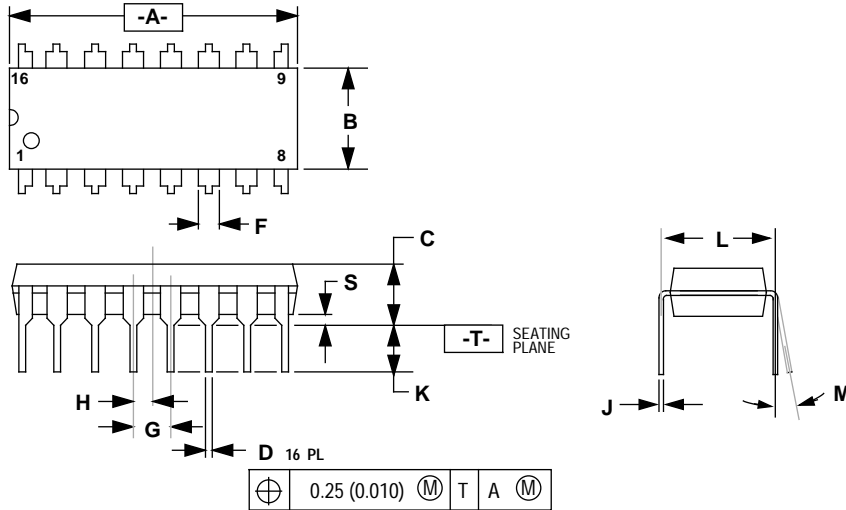 -A-
16 9
B
1 8
F
C
S
L
-T- SEATING
PLANE
K
H
G
J
M
D 16 PL
⌖ 0.25 (0.010) Ⓜ T A Ⓜ